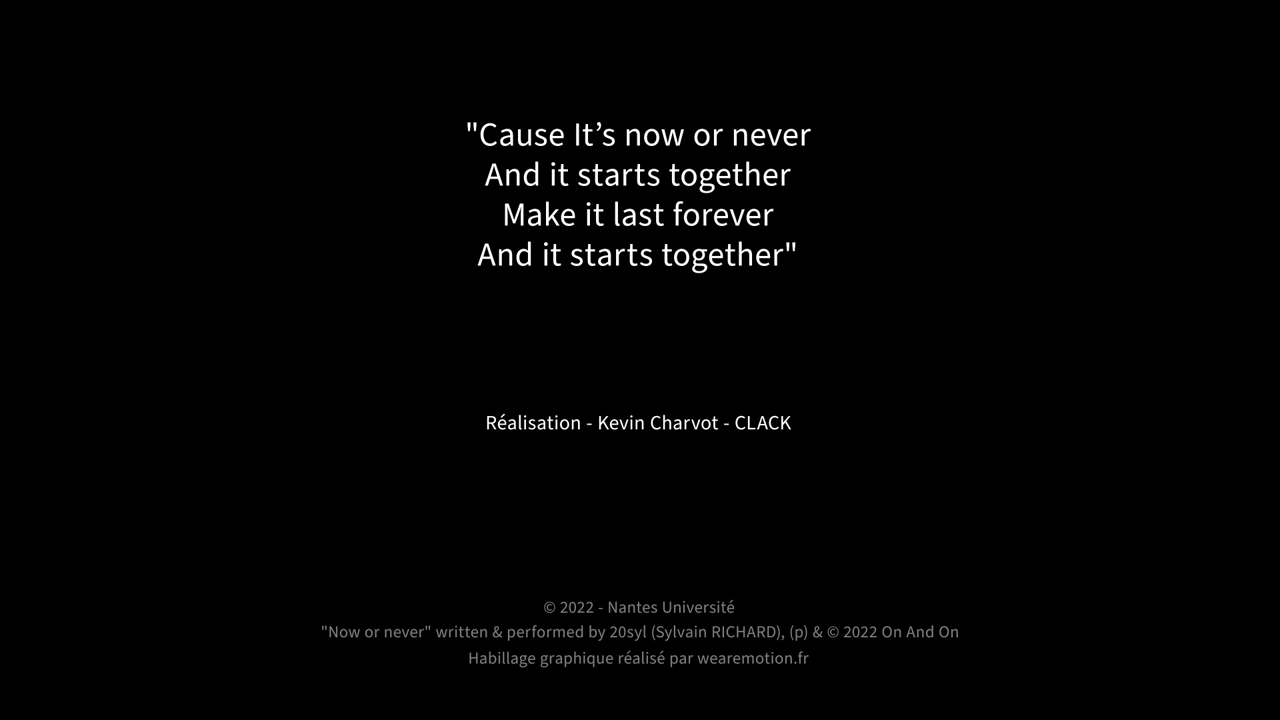 "Cause It’s now or never
And it starts together
Make it last forever
And it starts together"
Réalisation - Kevin Charvot - CLACK
© 2022 - Nantes Université
"Now or never" written & performed by 20syl (Sylvain RICHARD), (p) & © 2022 On And On
Habillage graphique réalisé par wearemotion.fr